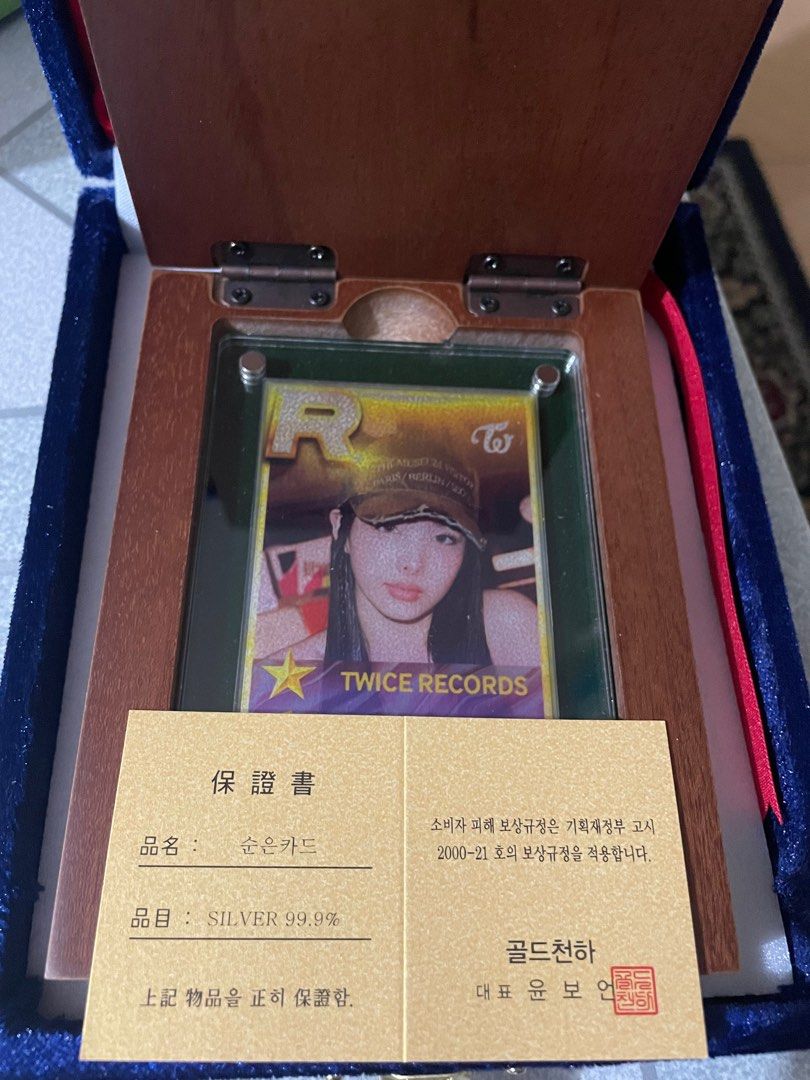 R
TW
PARIS / BERLIN /
TWICE RECORDS
保證書
品名 : 순은카드
品目 : SILVER 99.9%
上記 物品을 正히 保證함.
소비자 피해 보상규정은 기획재정부 고시
2000-21 호의 보상규정을 적용합니다.
골드천하
대표 윤 보 언